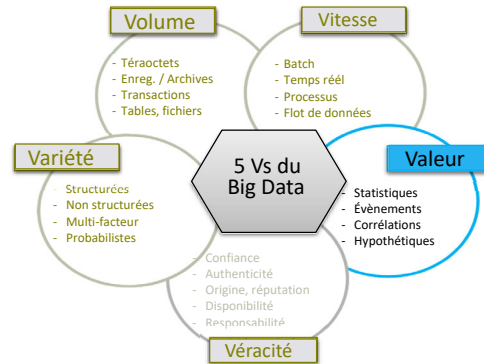 Volume
- Téraoctets
- Enreg. / Archives
- Transactions
- Tables, fichiers
Vitesse
- Batch
- Temps réél
- Processus
- Flot de données
Variété
- Structurées
- Non structurées
- Multi-facteur
- Probabilistes
5 Vs du
Big Data
Valeur
- Statistiques
- Évènements
- Corrélations
- Hypothétiques
- Confiance
- Authenticité
- Origine, réputation
- Disponibilité
- Responsabilité
Véracité